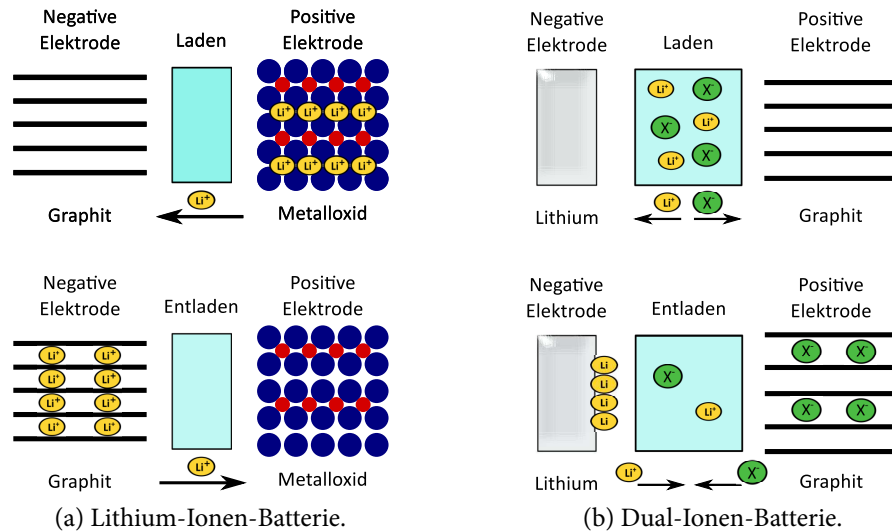 Negative
Elektrode
Laden
Positive
Elektrode
Li⁺ Li⁺ Li⁺ Li⁺
Li⁺ Li⁺ Li⁺ Li⁺
Li⁺
Graphit
Metalloxid
Negative
Elektrode
Entladen
Positive
Elektrode
Li⁺ Li⁺
Li⁺ Li⁺
Li⁺ Li⁺
Li⁺ Li⁺
Li⁺
Graphit
Metalloxid
(a) Lithium-Ionen-Batterie.
Negative
Elektrode
Laden
Positive
Elektrode
Li⁺ X⁻
X⁻ Li⁺
Li⁺ X⁻
Li⁺ X⁻
Lithium
Graphit
Negative
Elektrode
Entladen
Positive
Elektrode
Li
Li
Li
Li
X⁻
Li⁺
X⁻ X⁻
X⁻ X⁻
Li⁺ X⁻
Lithium
Graphit
(b) Dual-Ionen-Batterie.